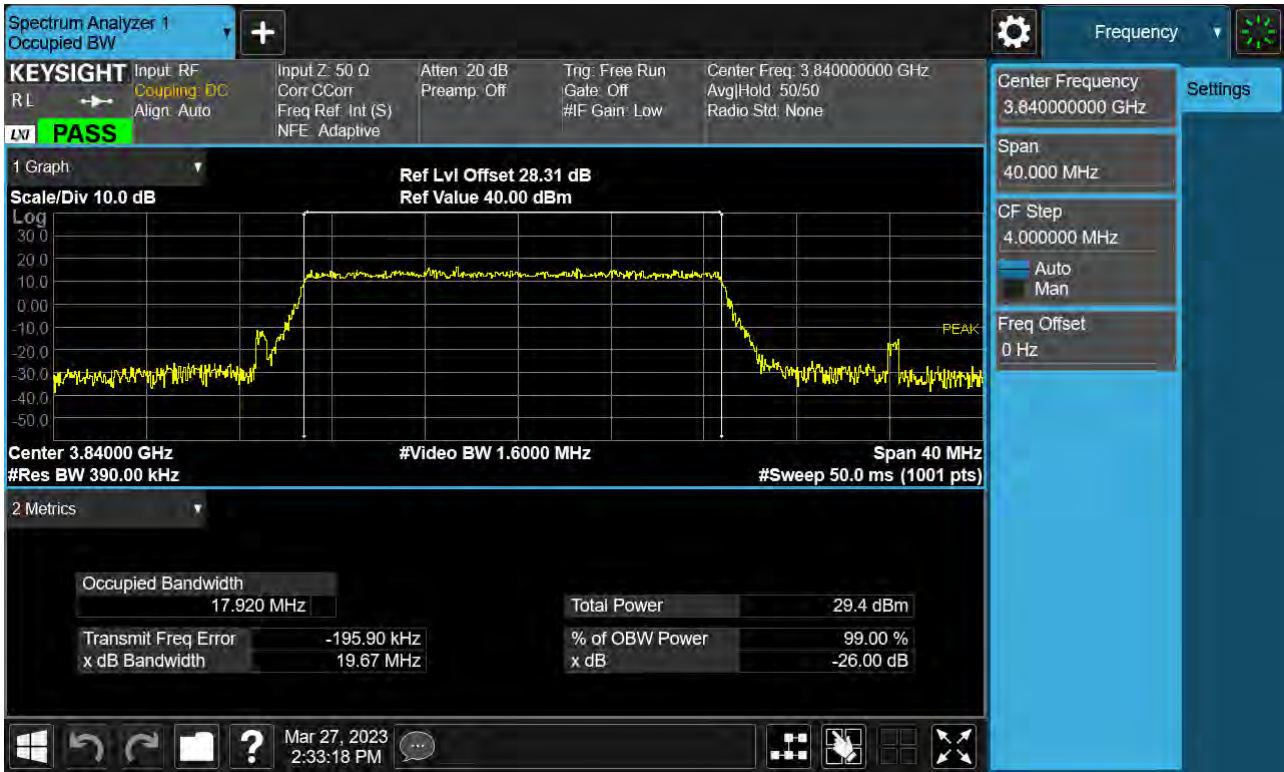 Spectrum Analyzer 1
Occupied BW
Frequency
KEYSIGHT
RL
LXI
PASS
Input: RF
Coupling: DC
Align: Auto
Input Z: 50 Ω
Corr CCorr
Freq Ref: Int (S)
NFE: Adaptive
Atten: 20 dB
Preamp: Off
Trig: Free Run
Gate: Off
#IF Gain: Low
Center Freq: 3.840000000 GHz
Avg|Hold: 50/50
Radio Std: None
1 Graph
Scale/Div 10.0 dB
Ref Lvl Offset 28.31 dB
Ref Value 40.00 dBm
Log
30.0
20.0
10.0
0.00
-10.0
-20.0
-30.0
-40.0
-50.0
PEAK
Center 3.84000 GHz
#Video BW 1.6000 MHz
Span 40 MHz
#Res BW 390.00 kHz
#Sweep 50.0 ms (1001 pts)
2 Metrics
Occupied Bandwidth
17.920 MHz
Total Power 29.4 dBm
Transmit Freq Error -195.90 kHz
% of OBW Power 99.00 %
x dB Bandwidth 19.67 MHz
x dB -26.00 dB
Center Frequency
3.840000000 GHz
Settings
Span
40.000 MHz
CF Step
4.000000 MHz
Auto
Man
Freq Offset
0 Hz
?
Mar 27, 2023
2:33:18 PM